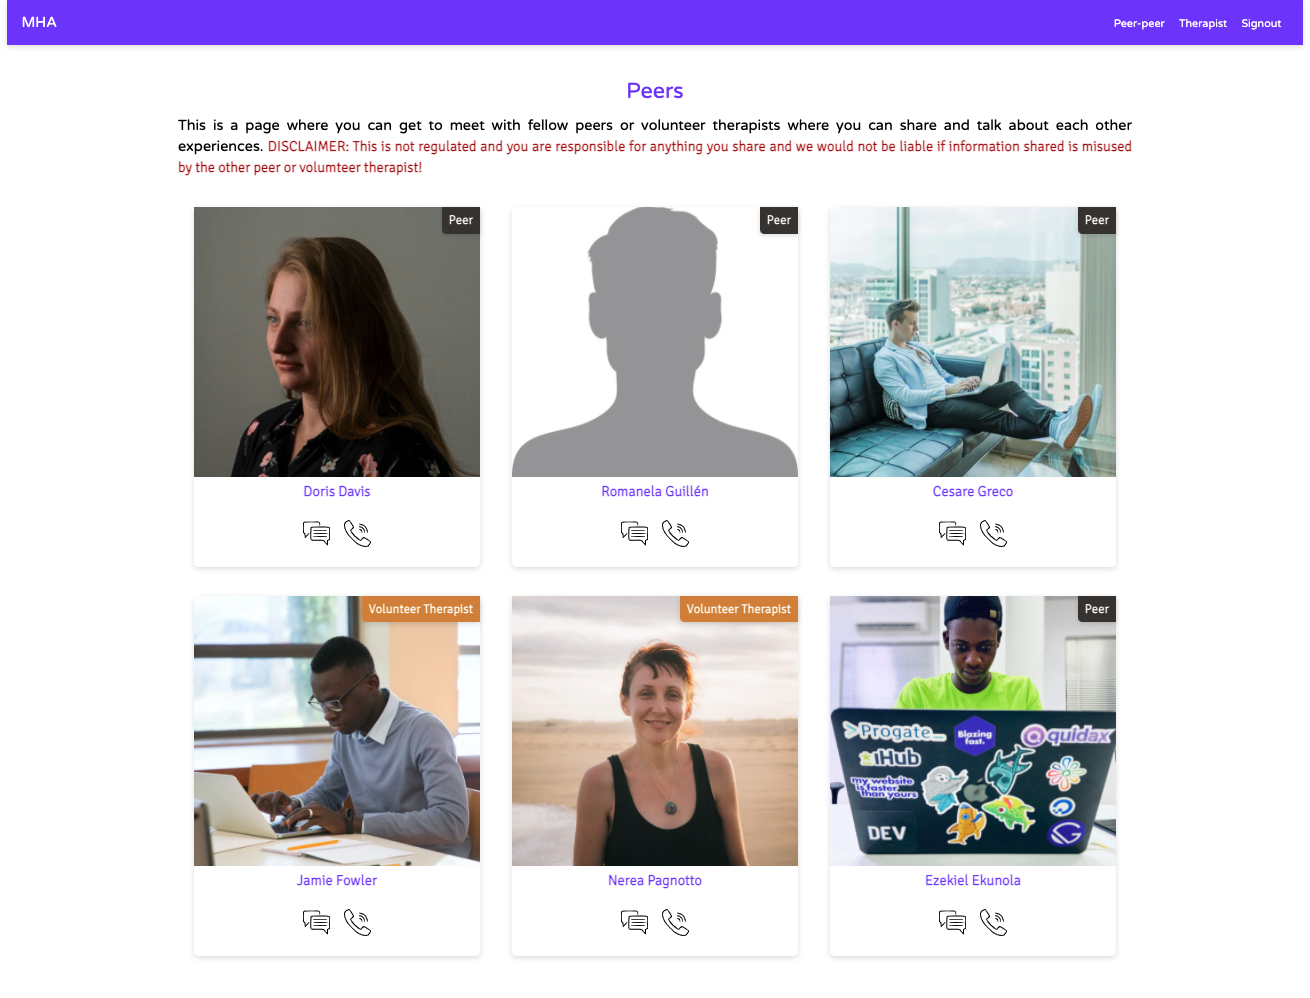 MHA
Peer-peer Therapist Signout
Peers
This is a page where you can get to meet with fellow peers or volunteer therapists where you can share and talk about each other
experiences. DISCLAIMER: This is not regulated and you are responsible for anything you share and we would not be liable if information shared is misused
by the other peer or volumteer therapist!
Peer
Peer
Peer
Doris Davis
Romanela Guillén
Cesare Greco
Volunteer Therapist
Volunteer Therapist
Peer
>Progate_
Blazing
fast.
@quidax
1Hub
my website
is faster
than yours
DEV
Jamie Fowler
Nerea Pagnotto
Ezekiel Ekunola